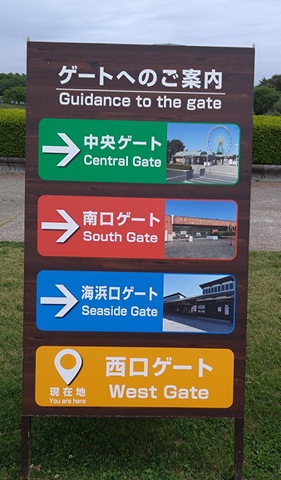 ゲートへのご案内
Guidance to the gate
中央ゲート
Central Gate
南口ゲート
South Gate
海浜口ゲート
Seaside Gate
西口ゲート
West Gate
現在地
You are here